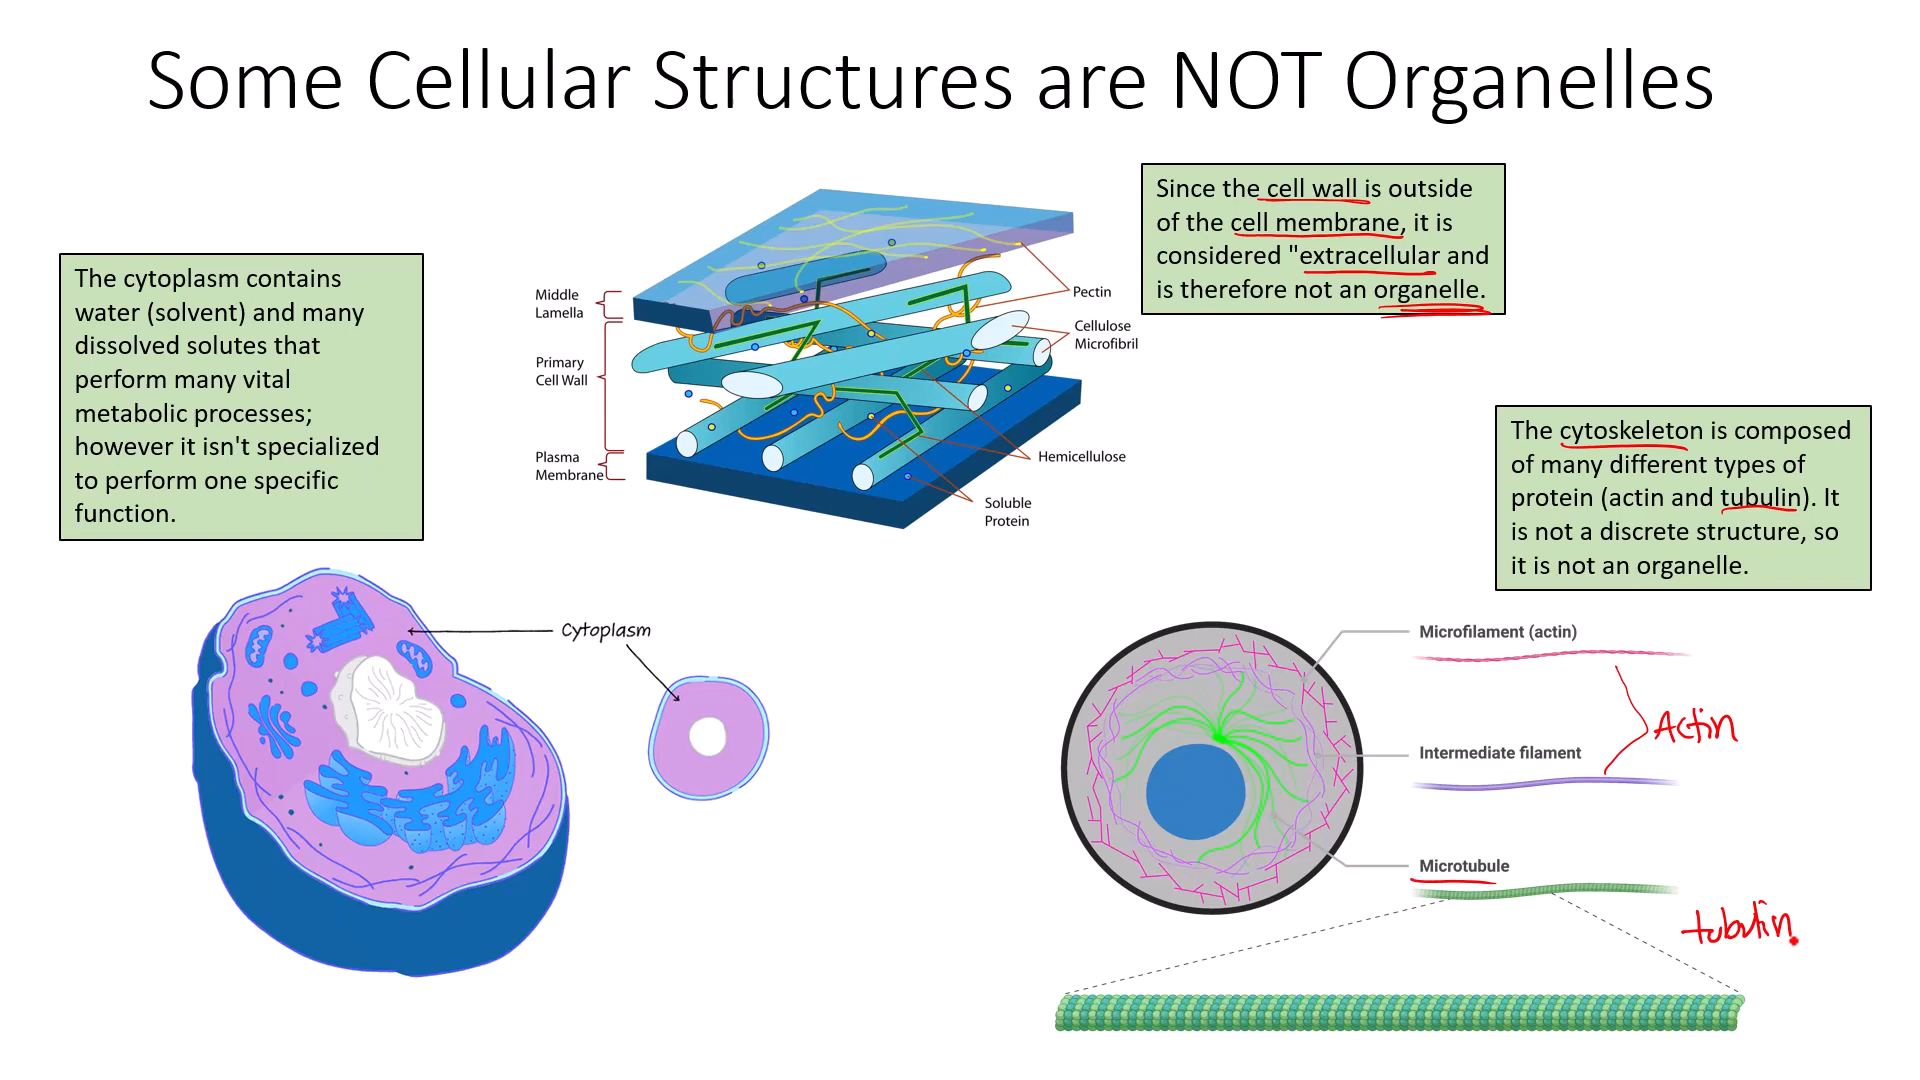 Some Cellular Structures are NOT Organelles
Since the cell wall is outside
of the cell membrane, it is
considered "extracellular and
is therefore not an organelle.
The cytoplasm contains
water (solvent) and many
dissolved solutes that
perform many vital
metabolic processes;
however it isn't specialized
to perform one specific
function.
Middle
Lamella
Primary
Cell Wall
Plasma
Membrane
Pectin
Cellulose
Microfibril
Hemicellulose
Soluble
Protein
The cytoskeleton is composed
of many different types of
protein (actin and tubulin). It
is not a discrete structure, so
it is not an organelle.
Cytoplasm
Microfilament (actin)
Actin
Intermediate filament
Microtubule
tubulin.